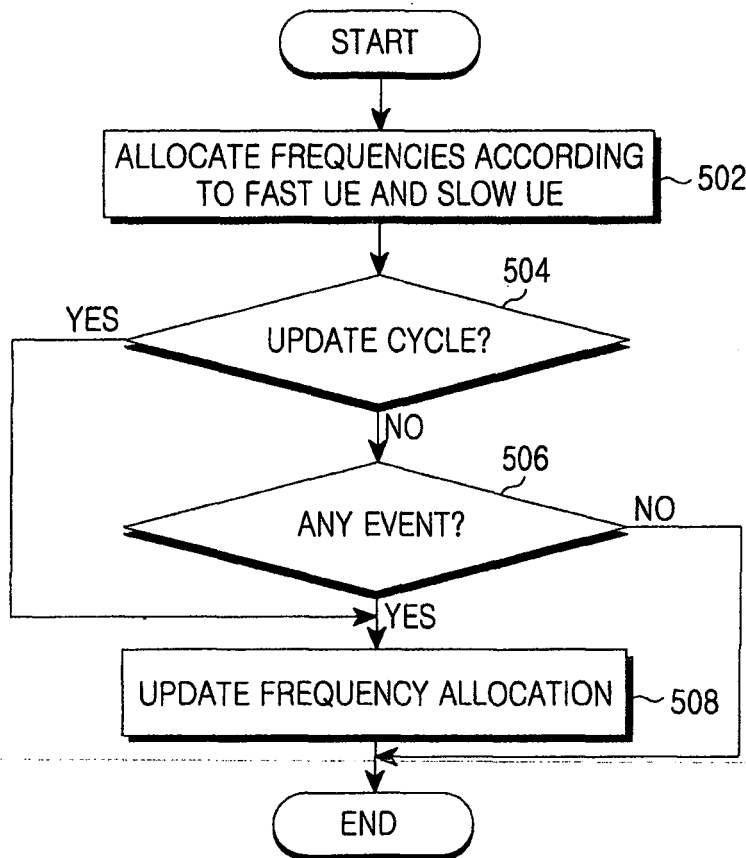 START
ALLOCATE FREQUENCIES ACCORDING
TO FAST UE AND SLOW UE
502
504
YES
UPDATE CYCLE?
NO
506
ANY EVENT?
NO
YES
UPDATE FREQUENCY ALLOCATION
508
END